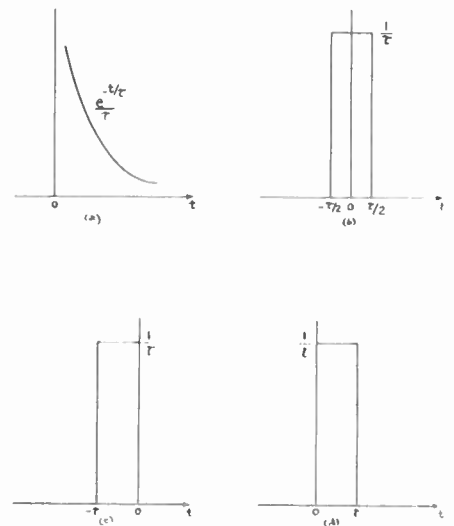 e^{-t/τ}/τ
0 t
(a)
1/τ
-τ/2 0 τ/2 t
(b)
1/τ
-τ 0 t
(c)
1/τ
0 τ t
(d)